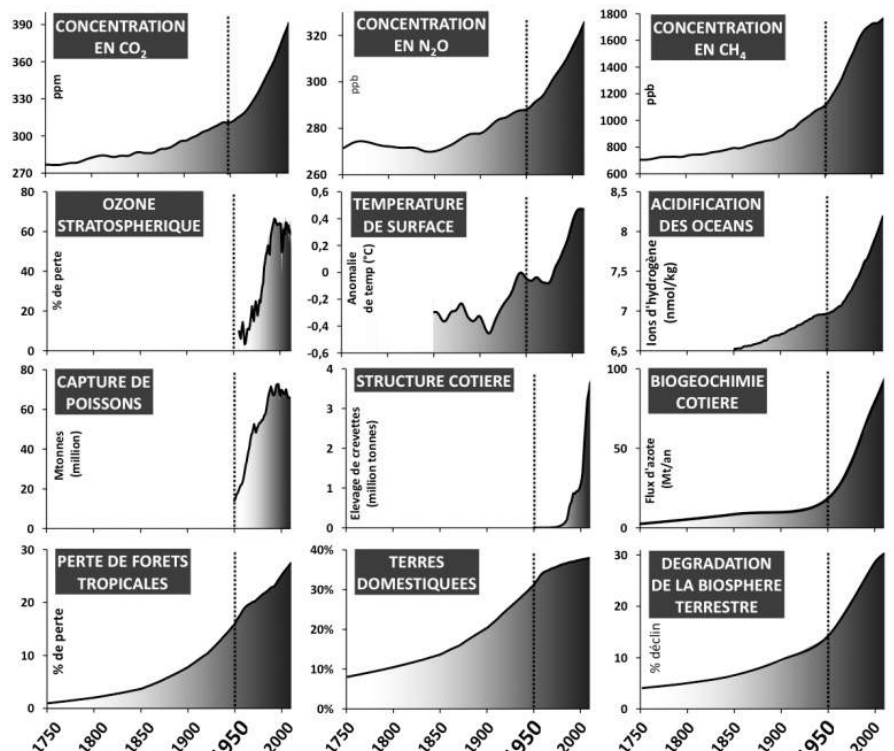 CONCENTRATION
EN CO₂
ppm
390
360
330
300
270
CONCENTRATION
EN N₂O
ppb
320
300
280
260
CONCENTRATION
EN CH₄
ppb
1800
1600
1400
1200
1000
800
600
OZONE
STRATOSPHERIQUE
% de perte
80
60
40
20
0
TEMPERATURE
DE SURFACE
Anomalie
de temp (°C)
0,6
0,4
0,2
0
-0,2
-0,4
-0,6
ACIDIFICATION
DES OCEANS
Ions d'hydrogène
(nmol/kg)
8,5
8
7,5
7
6,5
CAPTURE DE
POISSONS
Mtonnes
(million)
80
60
40
20
0
STRUCTURE COTIERE
Elevage de crevettes
(million tonnes)
4
3
2
1
0
BIOGEOCHIMIE
COTIERE
Flux d'azote
(Mt/an
100
50
0
PERTE DE FORETS
TROPICALES
% de perte
30
20
10
0
1750
1800
1850
1900
1950
2000
TERRES
DOMESTIQUEES
40%
30%
20%
10%
0%
1750
1800
1850
1900
1950
2000
DEGRADATION
DE LA BIOSPHERE
TERRESTRE
% déclin
30
20
10
0
1750
1800
1850
1900
1950
2000